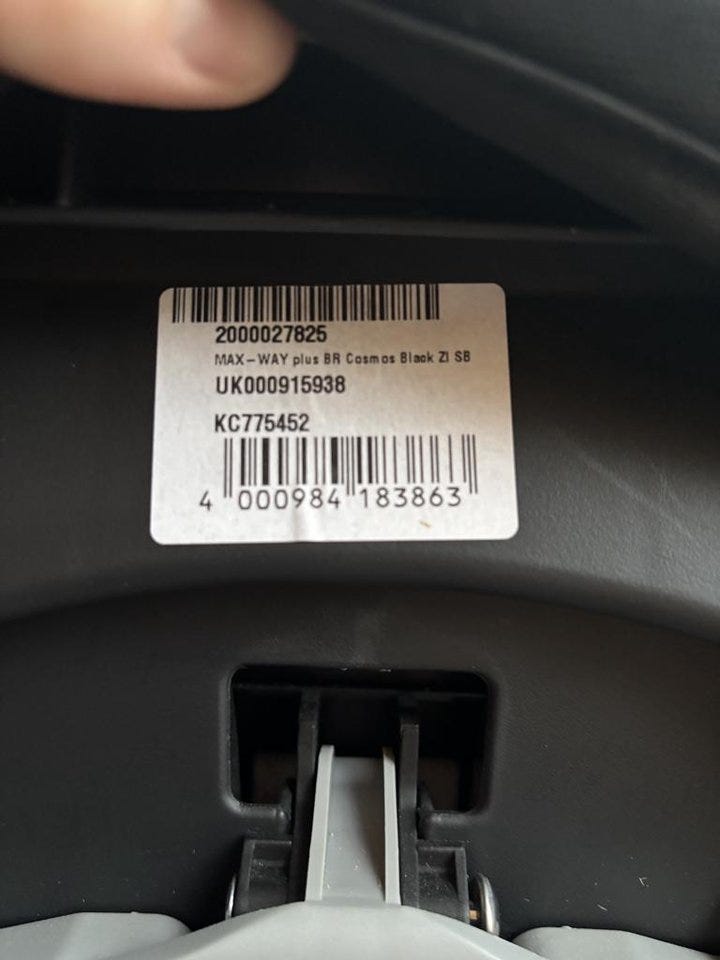 2000027825
MAX-WAY plus BR Cosmos Black ZI SB
UK000915938
KC775452
4 000984 183863